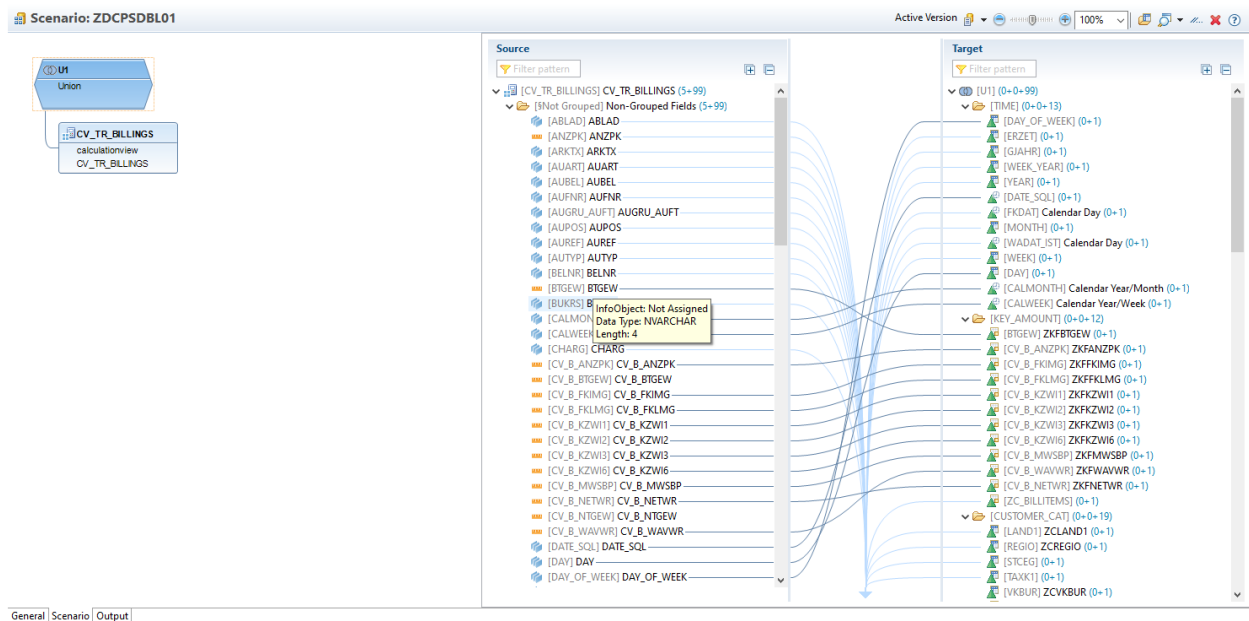 Scenario: ZDCPSDBL01
Active Version
100%
U1
Union
CV_TR_BILLINGS
calculationview
CV_TR_BILLINGS
Source
Filter pattern
[CV_TR_BILLINGS] CV_TR_BILLINGS (5+99)
[$Not Grouped] Non-Grouped Fields (5+99)
[ABLAD] ABLAD
[ANZPK] ANZPK
[ARKTX] ARKTX
[AUART] AUART
[AUBEL] AUBEL
[AUFNR] AUFNR
[AUGRU_AUFT] AUGRU_AUFT
[AUPOS] AUPOS
[AUREF] AUREF
[AUTYP] AUTYP
[BELNR] BELNR
[BTGEW] BTGEW
[BUKRS] B
InfoObject: Not Assigned
Data Type: NVARCHAR
Length: 4
[CALMON
[CALWEEK
[CHARG] CHARG
[CV_B_ANZPK] CV_B_ANZPK
[CV_B_BTGEW] CV_B_BTGEW
[CV_B_FKIMG] CV_B_FKIMG
[CV_B_FKLMG] CV_B_FKLMG
[CV_B_KZWI1] CV_B_KZWI1
[CV_B_KZWI2] CV_B_KZWI2
[CV_B_KZWI3] CV_B_KZWI3
[CV_B_KZWI6] CV_B_KZWI6
[CV_B_MWSBP] CV_B_MWSBP
[CV_B_NETWR] CV_B_NETWR
[CV_B_NTGEW] CV_B_NTGEW
[CV_B_WAVWR] CV_B_WAVWR
[DATE_SQL] DATE_SQL
[DAY] DAY
[DAY_OF_WEEK] DAY_OF_WEEK
Target
Filter pattern
[U1] (0+0+99)
[TIME] (0+0+13)
[DAY_OF_WEEK] (0+1)
[ERZET] (0+1)
[GJAHR] (0+1)
[WEEK_YEAR] (0+1)
[YEAR] (0+1)
[DATE_SQL] (0+1)
[FKDAT] Calendar Day (0+1)
[MONTH] (0+1)
[WADAT_IST] Calendar Day (0+1)
[WEEK] (0+1)
[DAY] (0+1)
[CALMONTH] Calendar Year/Month (0+1)
[CALWEEK] Calendar Year/Week (0+1)
[KEY_AMOUNT] (0+0+12)
[BTGEW] ZKFBTGEW (0+1)
[CV_B_ANZPK] ZKFANZPK (0+1)
[CV_B_FKIMG] ZKFFKIMG (0+1)
[CV_B_FKLMG] ZKFFKLMG (0+1)
[CV_B_KZWI1] ZKFKZWI1 (0+1)
[CV_B_KZWI2] ZKFKZWI2 (0+1)
[CV_B_KZWI3] ZKFKZWI3 (0+1)
[CV_B_KZWI6] ZKFKZWI6 (0+1)
[CV_B_MWSBP] ZKFMWSBP (0+1)
[CV_B_WAVWR] ZKFWAVWR (0+1)
[CV_B_NETWR] ZKFNETWR (0+1)
[ZC_BILLITEMS] (0+1)
[CUSTOMER_CAT] (0+0+19)
[LAND1] ZCLAND1 (0+1)
[REGIO] ZCREGIO (0+1)
[STCEG] (0+1)
[TAXK1] (0+1)
[VKBUR] ZCVKBUR (0+1)
General
Scenario
Output